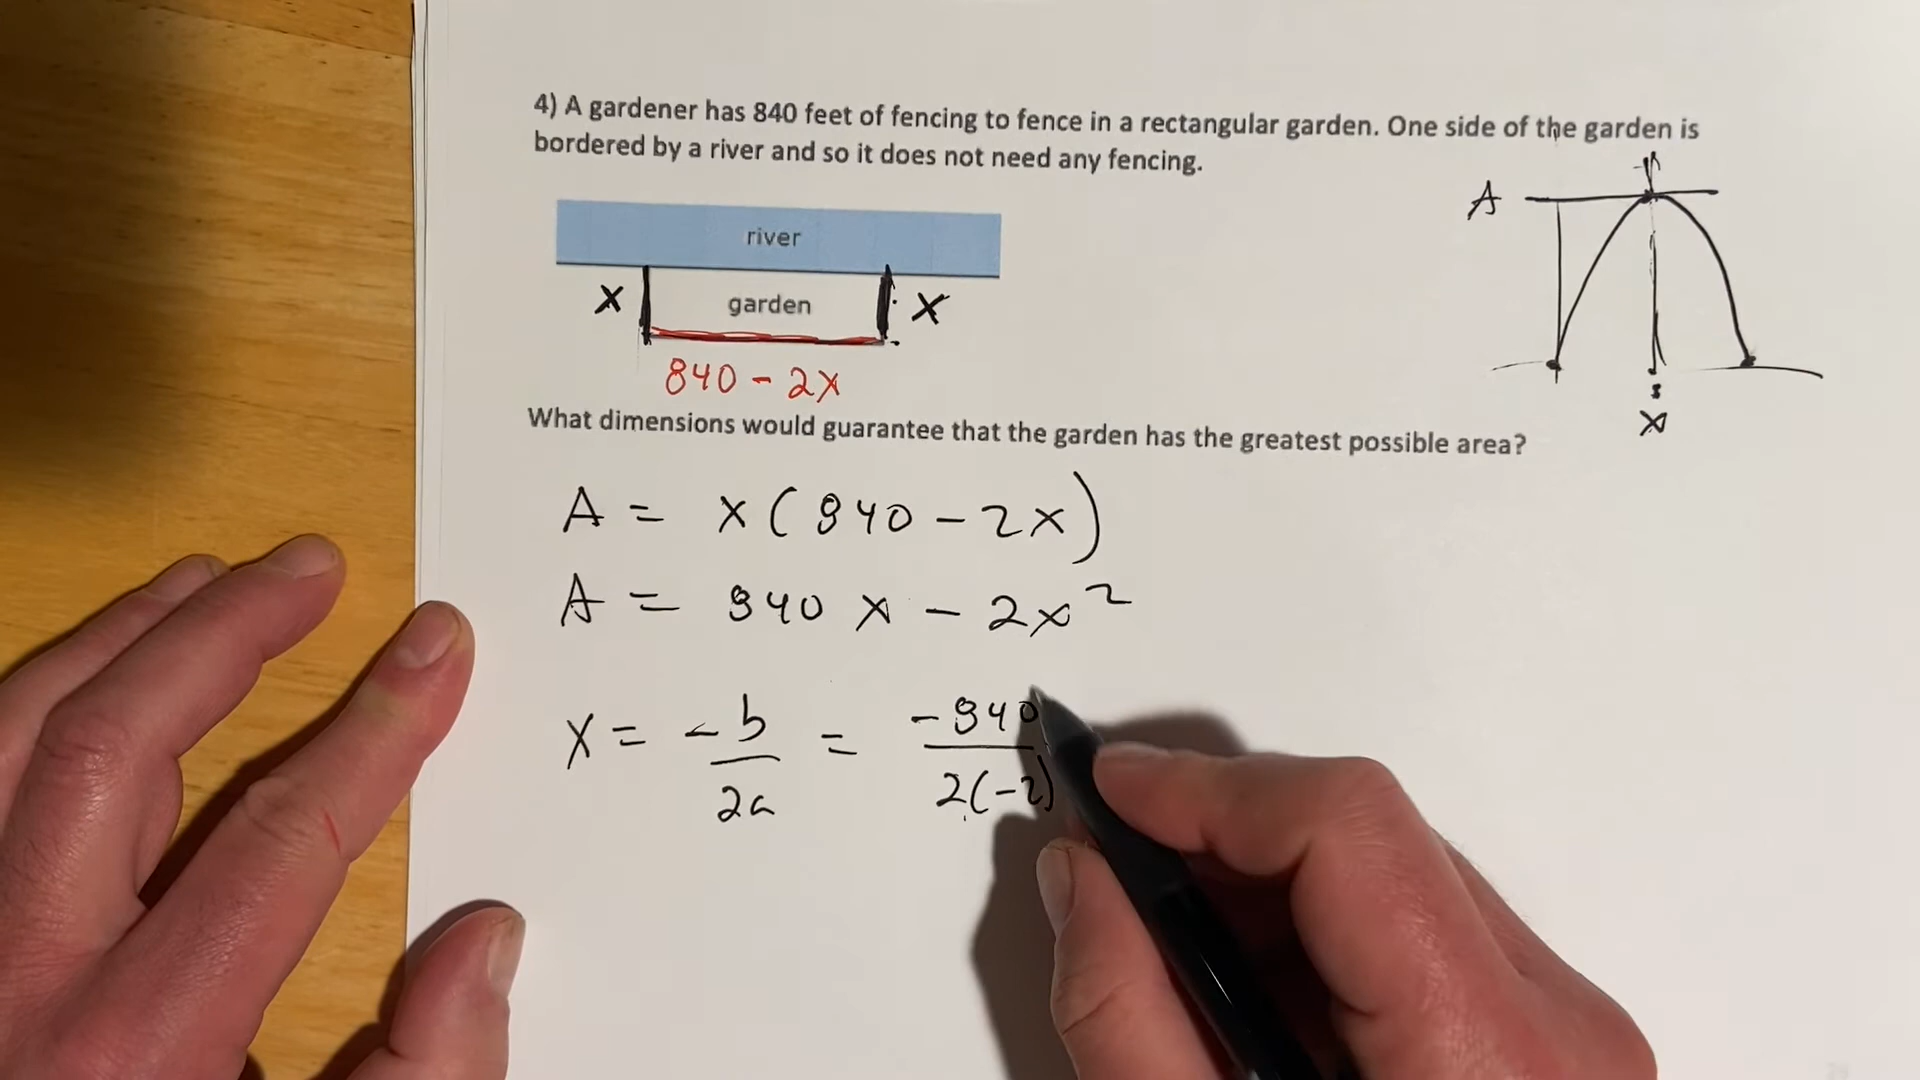 4) A gardener has 840 feet of fencing to fence in a rectangular garden. One side of the garden is
bordered by a river and so it does not need any fencing.
river
A
X garden X
840 - 2X
X
What dimensions would guarantee that the garden has the greatest possible area?
A = x(840 - 2x)
A = 840x - 2x²
X = -b/2a = -840/2(-2)